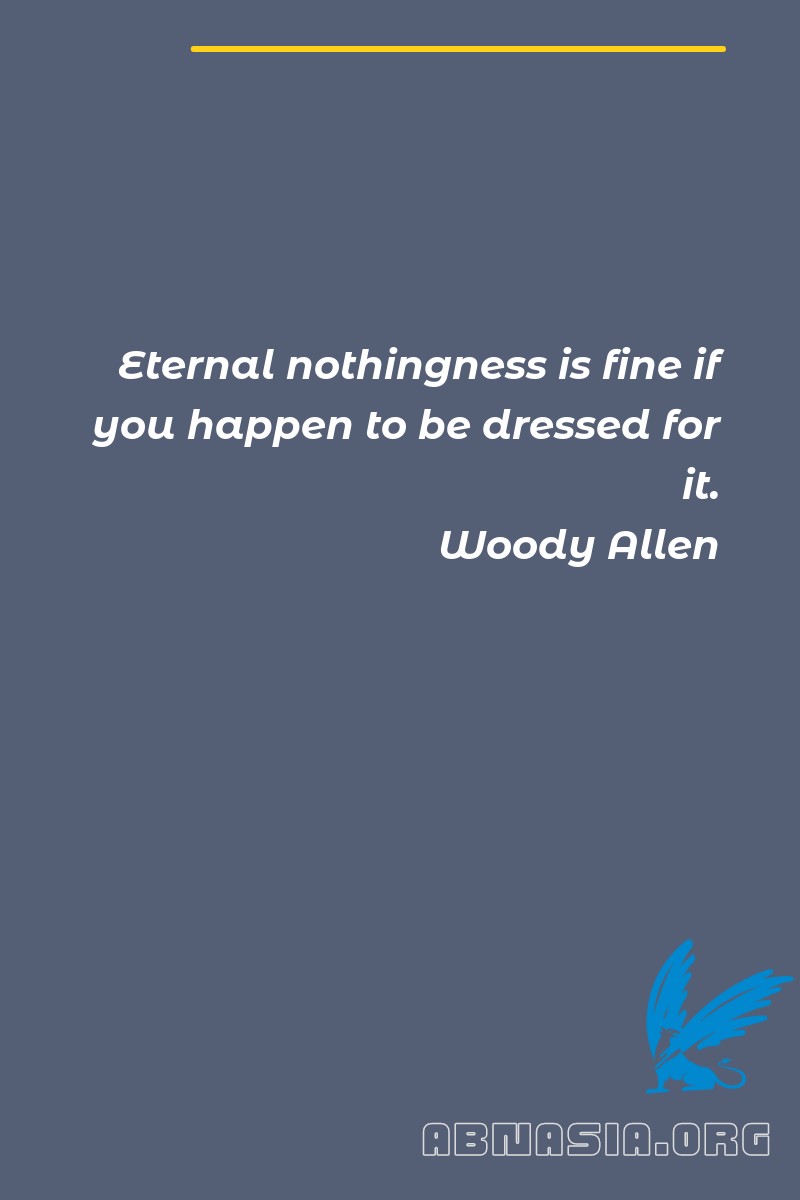 Eternal nothingness is fine if
you happen to be dressed for
it.
Woody Allen
ABNASIA.ORG